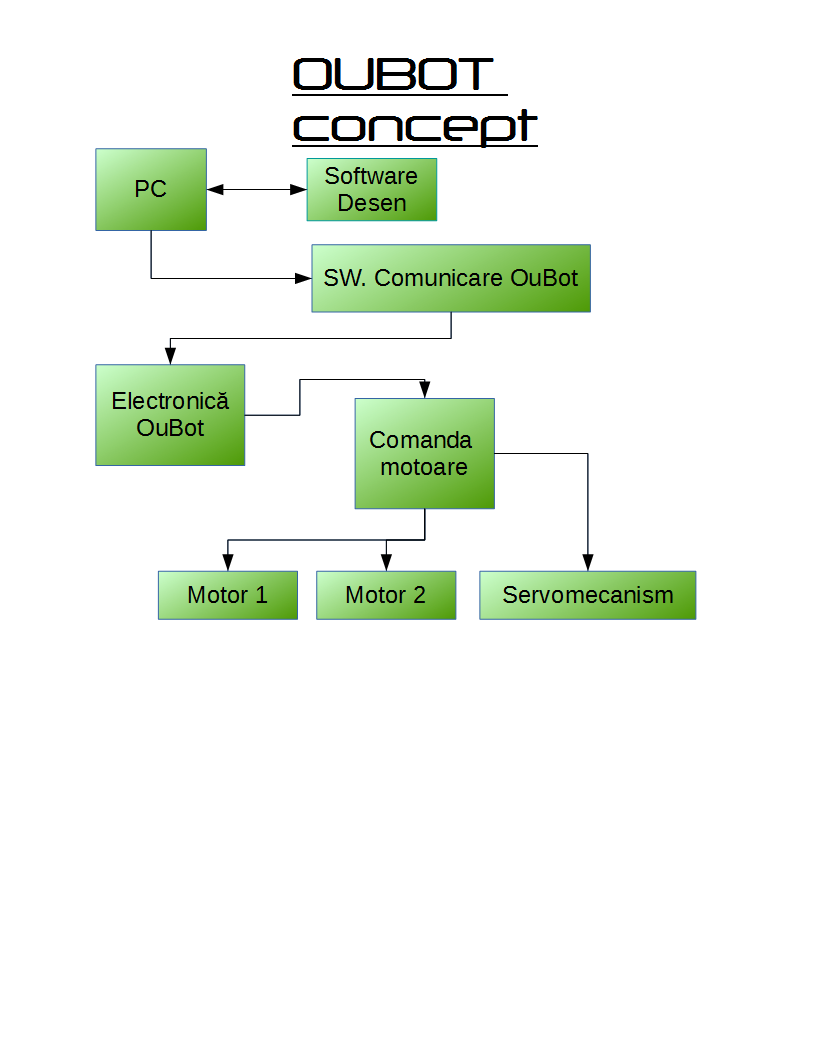 OUBOT
concept
PC
Software
Desen
SW. Comunicare OuBot
Electronică
OuBot
Comanda
motoare
Motor 1
Motor 2
Servomecanism